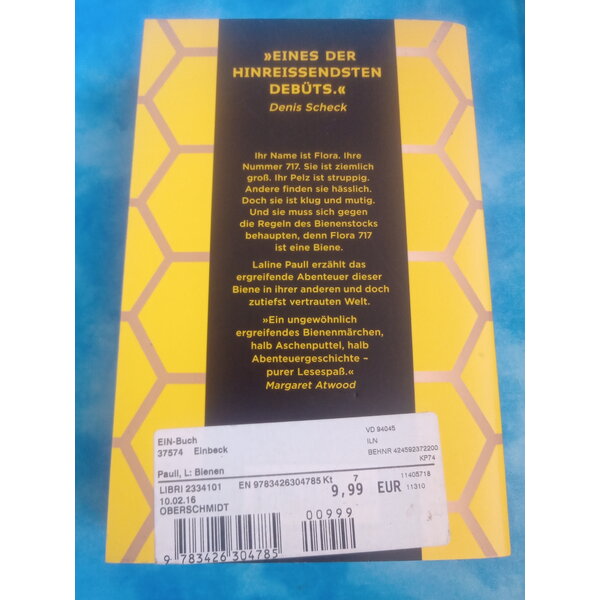 »EINES DER
HINREISSENDSTEN
DEBÜTS.«
Denis Scheck
Ihr Name ist Flora. Ihre
Nummer 717. Sie ist ziemlich
groß. Ihr Pelz ist struppig.
Andere finden sie hässlich.
Doch sie ist klug und mutig.
Und sie muss sich gegen
die Regeln des Bienenstocks
behaupten, denn Flora 717
ist eine Biene.
Laline Paull erzählt das
ergreifende Abenteuer dieser
Biene in ihrer anderen und doch
zutiefst vertrauten Welt.
»Ein ungewöhnlich
ergreifendes Bienenmärchen,
halb Aschenputtel, halb
Abenteuergeschichte –
purer Lesespaß.«
Margaret Atwood
EIN-Buch
37574 Einbeck
VD 94045
ILN
BEHNR 424592372200
KP74
Paull, L: Bienen
LIBRI 2334101 EN 9783426304785 Kt 7 9,99 EUR 11405718
11310
10.02.16
OBERSCHMIDT
00999
9 783426 304785